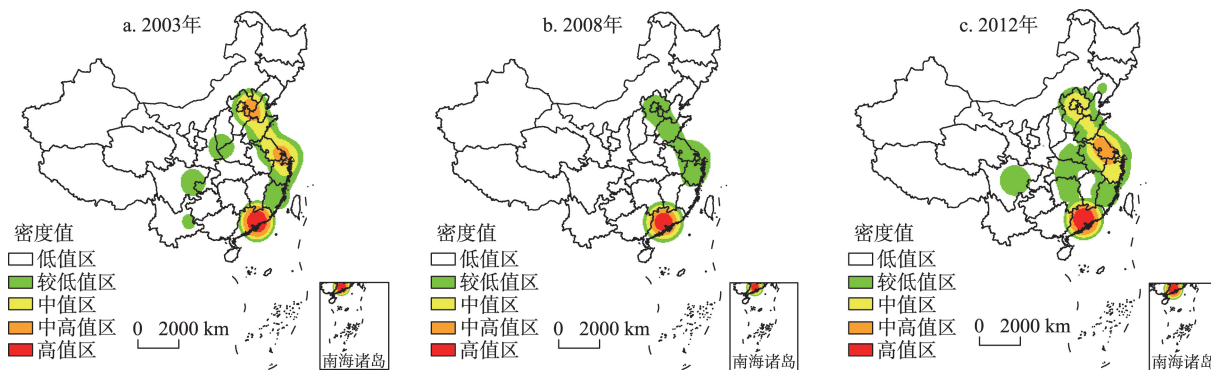 a. 2003年
密度值
低值区
较低值区
中值区
中高值区
高值区
0 2000 km
南海诸岛
b. 2008年
密度值
低值区
较低值区
中值区
中高值区
高值区
0 2000 km
南海诸岛
c. 2012年
密度值
低值区
较低值区
中值区
中高值区
高值区
0 2000 km
南海诸岛